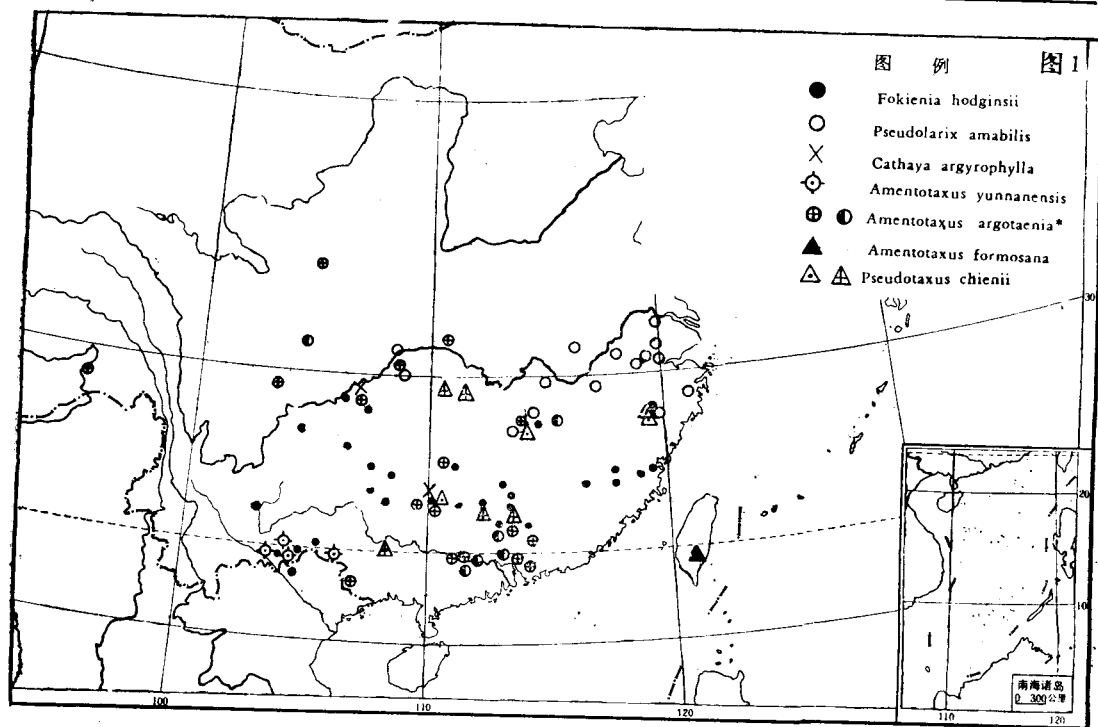 图 例 图1
Fokienia hodginsii
Pseudolarix amabilis
Cathaya argyrophylla
Amentotaxus yunnanensis
Amentotaxus argotaenia*
Amentotaxus formosana
Pseudotaxus chienii
30
20
10
南海诸岛
0 300公里
110
120
100
110
120